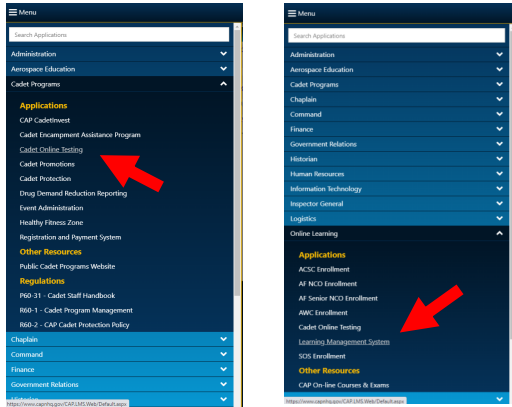 Menu
Search Applications
Administration
Aerospace Education
Cadet Programs
Applications
CAP CadetInvest
Cadet Encampment Assistance Program
Cadet Online Testing
Cadet Promotions
Cadet Protection
Drug Demand Reduction Reporting
Event Administration
Healthy Fitness Zone
Registration and Payment System
Other Resources
Public Cadet Programs Website
Regulations
P60-31 - Cadet Staff Handbook
R60-1 - Cadet Program Management
R60-2 - CAP Cadet Protection Policy
Chaplain
Command
Finance
Government Relations
Historian
https://www.capnhq.gov/CAP.LMS.Web/Default.aspx
Menu
Search Applications
Administration
Aerospace Education
Cadet Programs
Chaplain
Command
Finance
Government Relations
Historian
Human Resources
Information Technology
Inspector General
Logistics
Online Learning
Applications
ACSC Enrollment
AF NCO Enrollment
AF Senior NCO Enrollment
AWC Enrollment
Cadet Online Testing
Learning Management System
SOS Enrollment
Other Resources
CAP On-line Courses & Exams
https://www.capnhq.gov/CAP.LMS.Web/Default.aspx